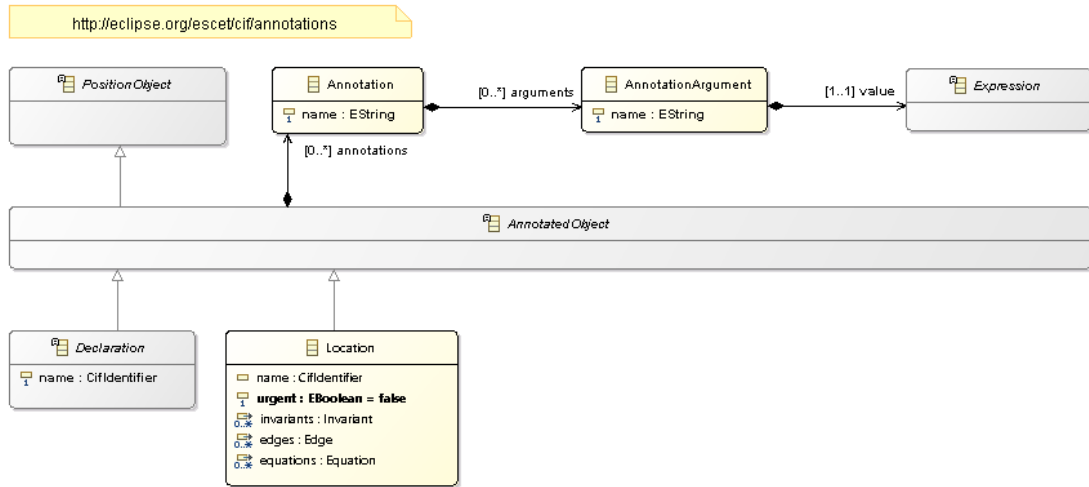 http://eclipse.org/escet/cif/annotations
PositionObject
Annotation
name : EString
[0..*] arguments
AnnotationArgument
name : EString
[1..1] value
Expression
[0..*] annotations
AnnotatedObject
Declaration
name : CifIdentifier
Location
name : CifIdentifier
urgent : EBoolean = false
invariants : Invariant
edges : Edge
equations : Equation